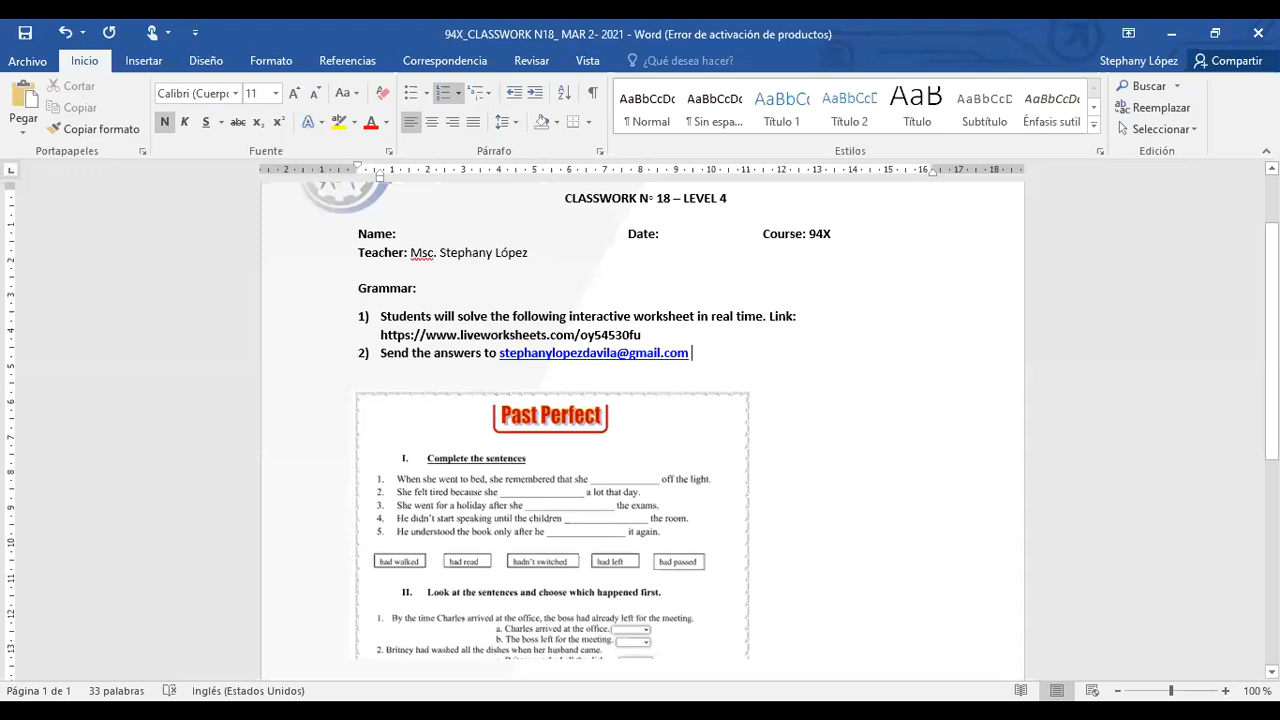 94X_CLASSWORK N18_ MAR 2- 2021 - Word (Error de activación de productos)
Archivo Inicio Insertar Diseño Formato Referencias Correspondencia Revisar Vista ¿Qué desea hacer? Stephany López Compartir
Pegar
Cortar
Copiar
Copiar formato
Calibri (Cuerpo 11
N K S abc x₂ x²
Portapapeles Fuente Párrafo Estilos Edición
AaBbCcDc AaBbCcDc AaBbC( AaBbCcD AaB AaBbCcD AaBbCcDc
¶ Normal ¶ Sin espa... Título 1 Título 2 Título Subtítulo Énfasis sutil
Buscar
Reemplazar
Seleccionar
CLASSWORK N◦ 18 – LEVEL 4
Name: Date: Course: 94X
Teacher: Msc. Stephany López
Grammar:
1) Students will solve the following interactive worksheet in real time. Link:
https://www.liveworksheets.com/oy54530fu
2) Send the answers to stephanylopezdavila@gmail.com
Past Perfect
I. Complete the sentences
1. When she went to bed, she remembered that she ____________ off the light.
2. She felt tired because she _______________ a lot that day.
3. She went for a holiday after she ________________ the exams.
4. He didn't start speaking until the children _______________ the room.
5. He understood the book only after he ______________ it again.
had walked had read hadn't switched had left had passed
II. Look at the sentences and choose which happened first.
1. By the time Charles arrived at the office, the boss had already left for the meeting.
a. Charles arrived at the office.
b. The boss left for the meeting.
2. Britney had washed all the dishes when her husband came.
Página 1 de 1 33 palabras Inglés (Estados Unidos) 100 %